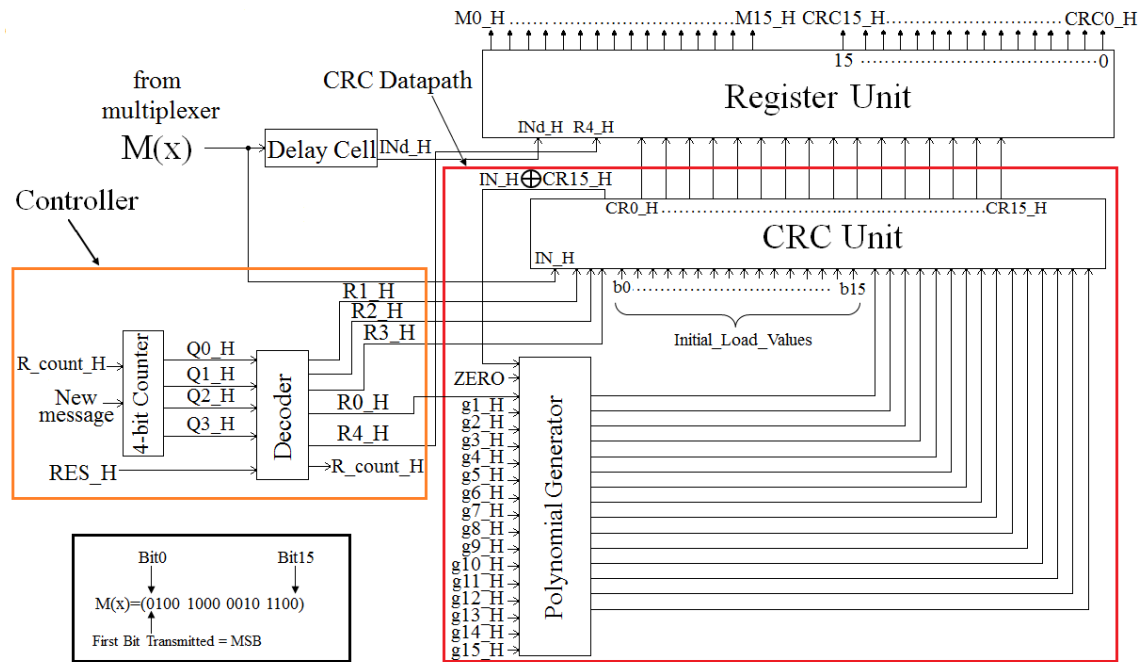 M0_H ........................ M15_H CRC15_H ........................ CRC0_H
15 ........................ 0
Register Unit
INd_H R4_H
CRC Datapath
from
multiplexer
M(x)
Delay Cell
INd_H
IN_H⊕CR15_H
CR0_H ........................ CR15_H
CRC Unit
IN_H
b0 ........................ b15
Initial_Load_Values
Controller
R1_H
R2_H
R3_H
R0_H
R4_H
R_count_H
R_count_H
New
message
4-bit Counter
Q0_H
Q1_H
Q2_H
Q3_H
RES_H
Decoder
ZERO
g1_H
g2_H
g3_H
g4_H
g5_H
g6_H
g7_H
g8_H
g9_H
g10_H
g11_H
g12_H
g13_H
g14_H
g15_H
Polynomial Generator
Bit0 Bit15
M(x)=(0100 1000 0010 1100)
First Bit Transmitted = MSB